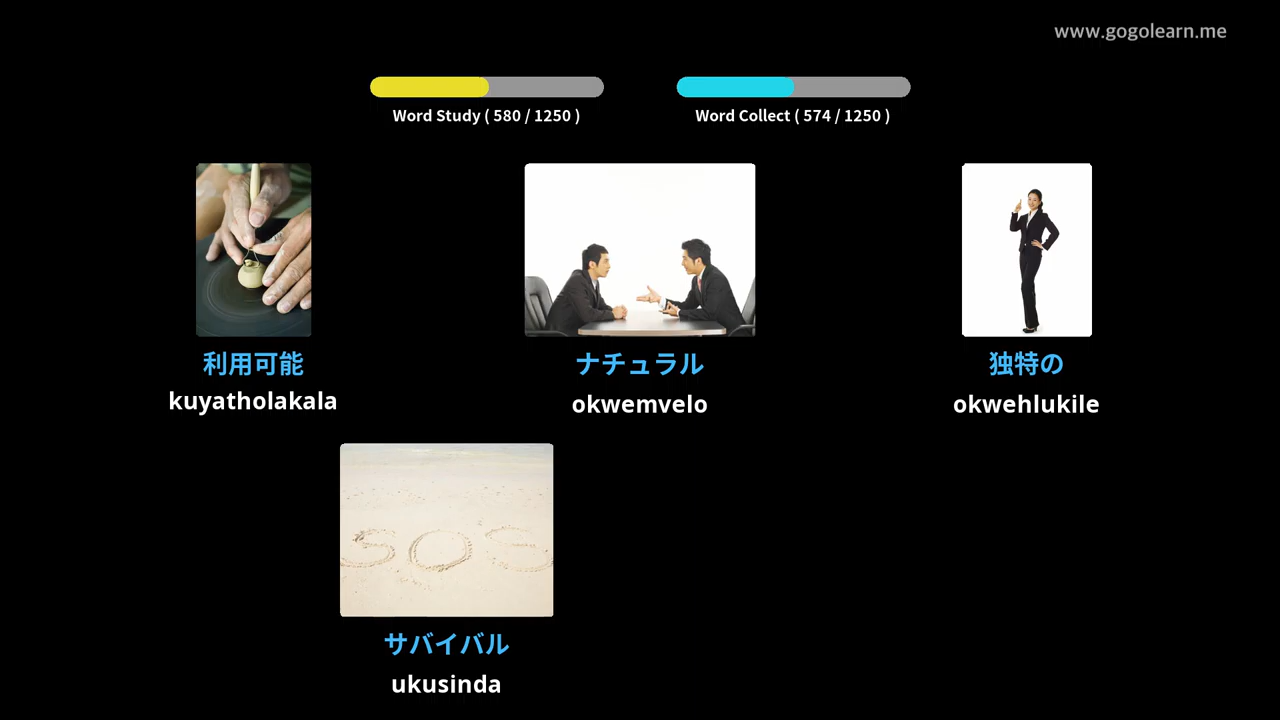 www.gogolearn.me
Word Study ( 580 / 1250 )
Word Collect ( 574 / 1250 )
利用可能
kuyatholakala
ナチュラル
okwemvelo
独特の
okwehlukile
SOS
サバイバル
ukusinda